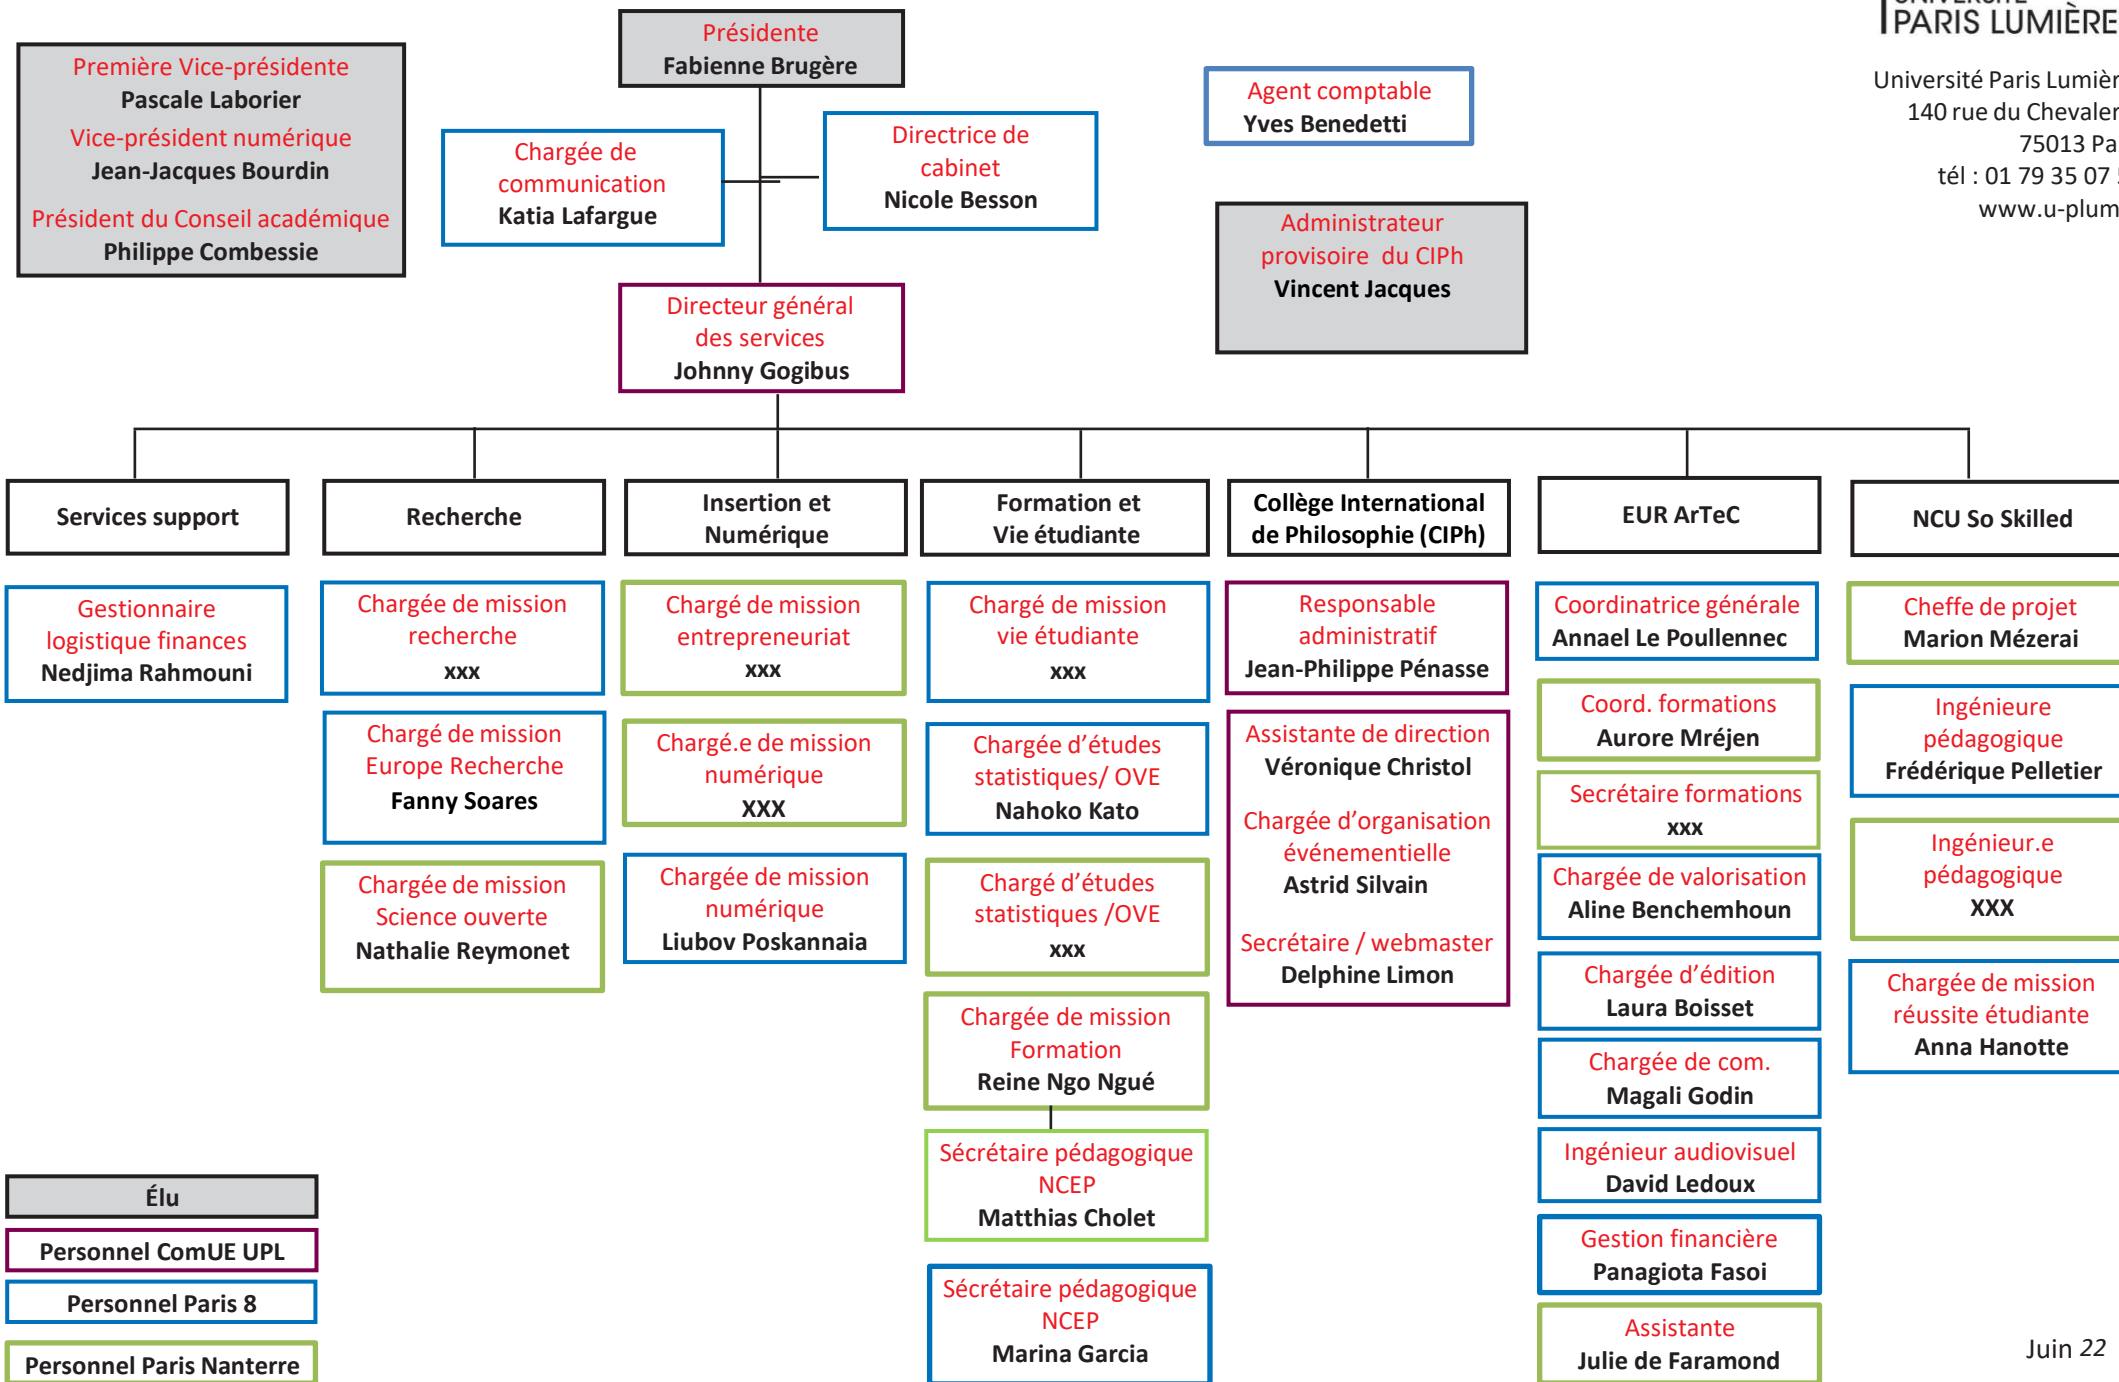 Présidente
Fabienne Brugère
Première Vice-présidente
Pascale Laborier
Vice-président numérique
Jean-Jacques Bourdin
Président du Conseil académique
Philippe Combessie
Chargée de
communication
Katia Lafargue
Directrice de
cabinet
Nicole Besson
Agent comptable
Yves Benedetti
Administrateur
provisoire du CIPh
Vincent Jacques
PARIS LUMIÈRE
Université Paris Lumièr
140 rue du Chevaler
75013 Pa
tél : 01 79 35 07
www.u-plum
Directeur général
des services
Johnny Gogibus
Services support
Gestionnaire
logistique finances
Nedjima Rahmouni
Recherche
Chargée de mission
recherche
xxx
Chargé de mission
Europe Recherche
Fanny Soares
Chargée de mission
Science ouverte
Nathalie Reymonet
Insertion et
Numérique
Chargé de mission
entrepreneuriat
xxx
Chargé.e de mission
numérique
XXX
Chargée de mission
numérique
Liubov Poskannaia
Formation et
Vie étudiante
Chargé de mission
vie étudiante
xxx
Chargée d’études
statistiques/ OVE
Nahoko Kato
Chargé d’études
statistiques /OVE
xxx
Chargée de mission
Formation
Reine Ngo Ngué
Sécrétaire pédagogique
NCEP
Matthias Cholet
Sécrétaire pédagogique
NCEP
Marina Garcia
Collège International
de Philosophie (CIPh)
Responsable
administratif
Jean-Philippe Pénasse
Assistante de direction
Véronique Christol
Chargée d’organisation
événementielle
Astrid Silvain
Secrétaire / webmaster
Delphine Limon
EUR ArTeC
Coordinatrice générale
Annael Le Poullennec
Coord. formations
Aurore Mréjen
Secrétaire formations
xxx
Chargée de valorisation
Aline Benchemhoun
Chargée d’édition
Laura Boisset
Chargée de com.
Magali Godin
Ingénieur audiovisuel
David Ledoux
Gestion financière
Panagiota Fasoi
Assistante
Julie de Faramond
NCU So Skilled
Cheffe de projet
Marion Mézerai
Ingénieure
pédagogique
Frédérique Pelletier
Ingénieur.e
pédagogique
XXX
Chargée de mission
réussite étudiante
Anna Hanotte
Élu
Personnel ComUE UPL
Personnel Paris 8
Personnel Paris Nanterre
Juin 22